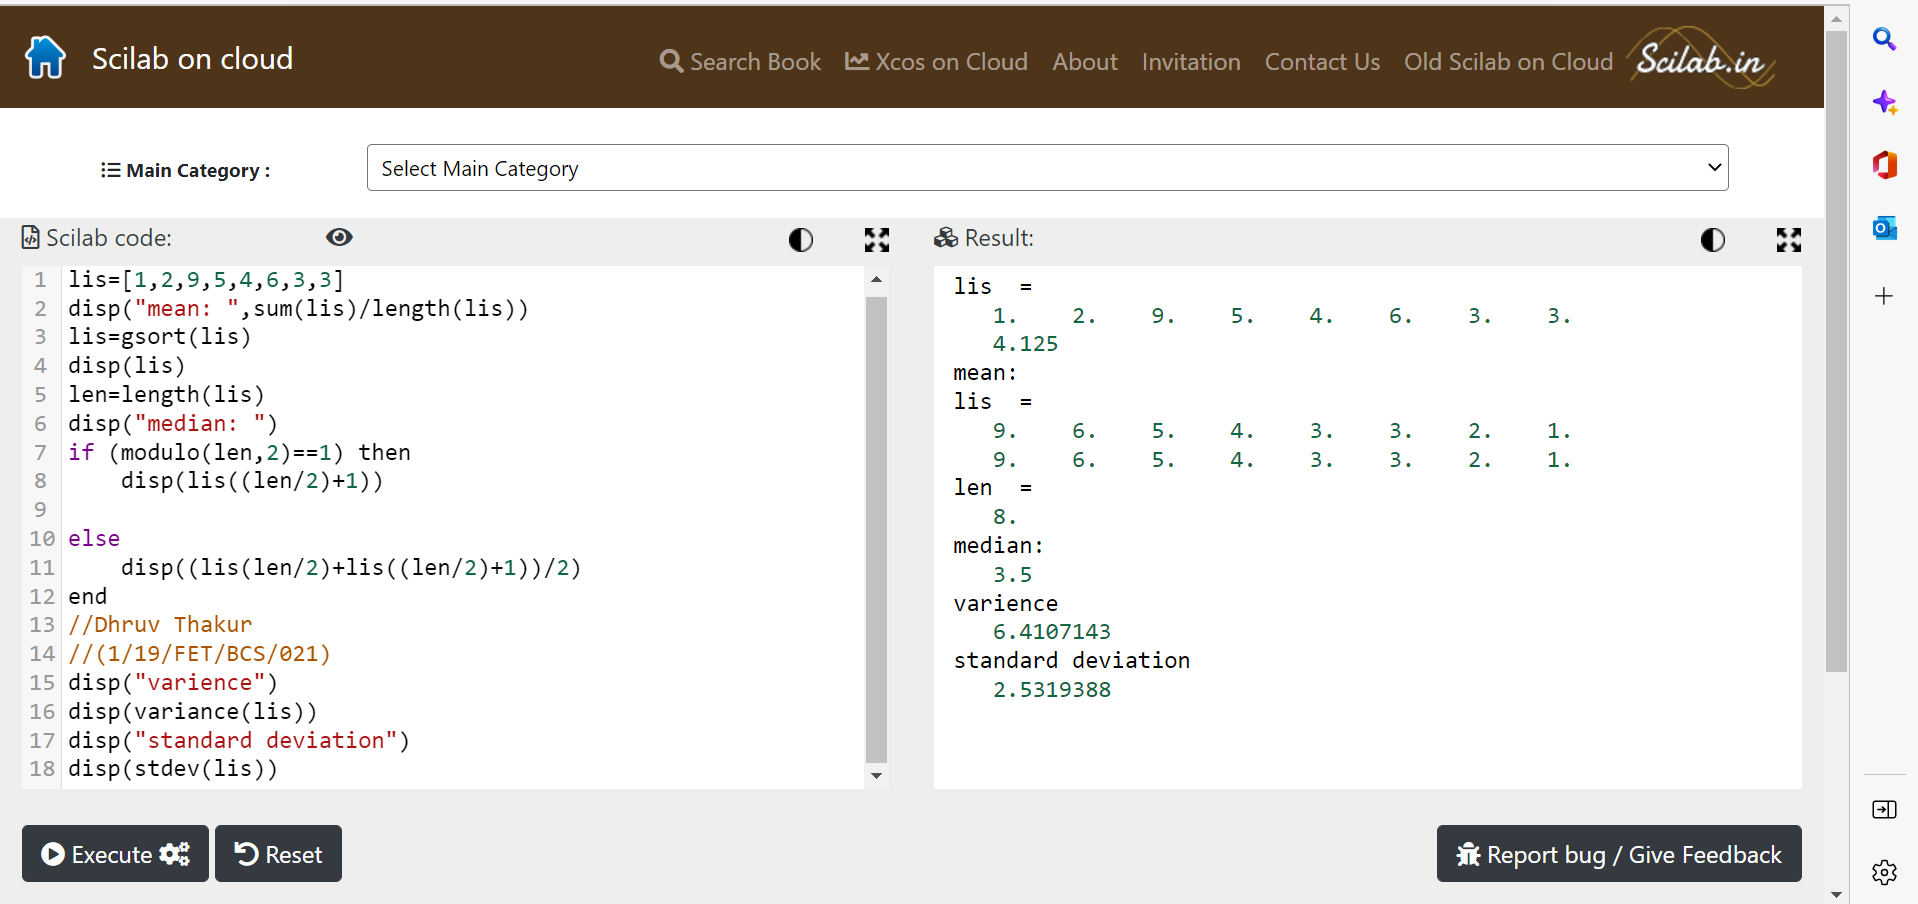 Scilab on cloud
Search Book Xcos on Cloud About Invitation Contact Us Old Scilab on Cloud Scilab.in
Main Category :
Select Main Category
Scilab code:
1 lis=[1,2,9,5,4,6,3,3]
2 disp("mean: ",sum(lis)/length(lis))
3 lis=gsort(lis)
4 disp(lis)
5 len=length(lis)
6 disp("median: ")
7 if (modulo(len,2)==1) then
8     disp(lis((len/2)+1))
9
10 else
11     disp((lis(len/2)+lis((len/2)+1))/2)
12 end
13 //Dhruv Thakur
14 //(1/19/FET/BCS/021)
15 disp("varience")
16 disp(variance(lis))
17 disp("standard deviation")
18 disp(stdev(lis))
Result:
lis  =
   1.    2.    9.    5.    4.    6.    3.    3.
   4.125
mean:
lis  =
   9.    6.    5.    4.    3.    3.    2.    1.
   9.    6.    5.    4.    3.    3.    2.    1.
len  =
   8.
median:
   3.5
varience
   6.4107143
standard deviation
   2.5319388
Execute
Reset
Report bug / Give Feedback